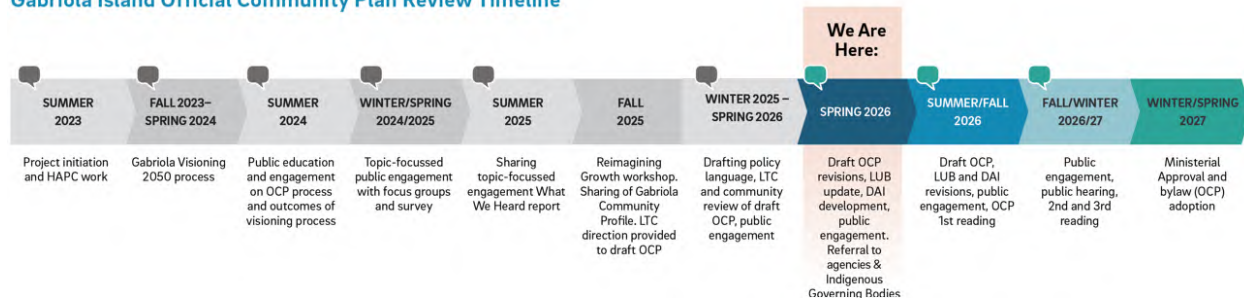 Gabriola Island Official Community Plan Review Timeline
We Are
Here:
SUMMER
2023
FALL 2023–
SPRING 2024
SUMMER
2024
WINTER/SPRING
2024/2025
SUMMER
2025
FALL
2025
WINTER 2025 –
SPRING 2026
SPRING 2026
SUMMER/FALL
2026
FALL/WINTER
2026/27
WINTER/SPRING
2027
Project initiation
and HAPC work
Gabriola Visioning
2050 process
Public education
and engagement
on OCP process
and outcomes of
visioning process
Topic-focussed
public engagement
with focus groups
and survey
Sharing
topic-focussed
engagement What
We Heard report
Reimagining
Growth workshop.
Sharing of Gabriola
Community
Profile. LTC
direction provided
to draft OCP
Drafting policy
language, LTC
and community
review of draft
OCP, public
engagement
Draft OCP
revisions, LUB
update, DAI
development,
public
engagement.
Referral to
agencies &
Indigenous
Governing Bodies
Draft OCP,
LUB and DAI
revisions, public
engagement, OCP
1st reading
Public
engagement,
public hearing,
2nd and 3rd
reading
Ministerial
Approval and
bylaw (OCP)
adoption